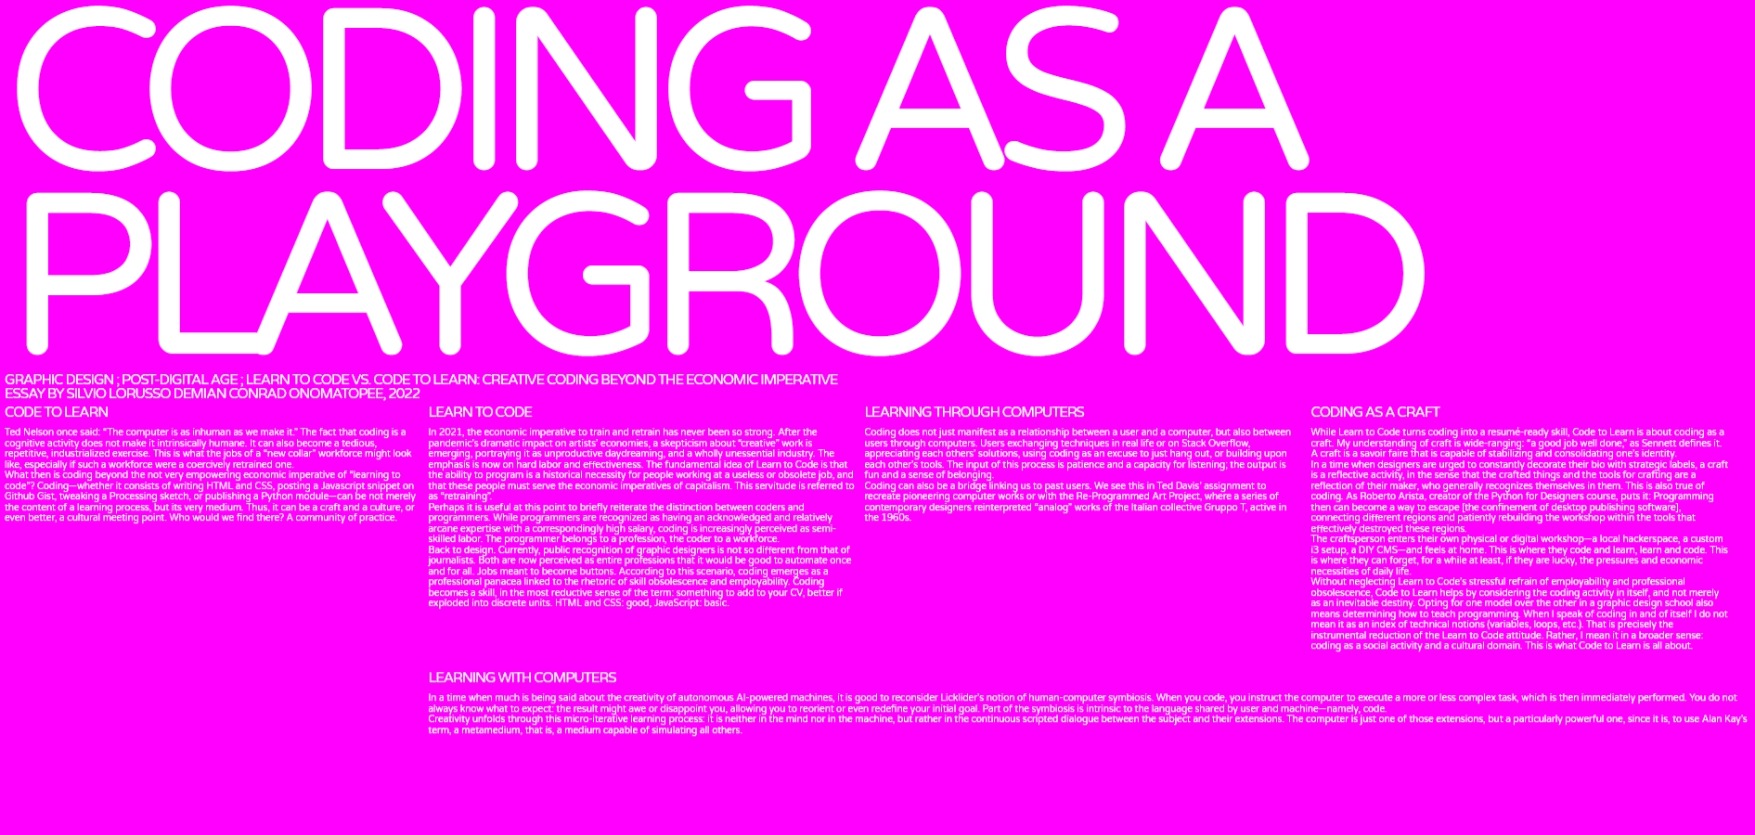 CODING AS A
PLAYGROUND
GRAPHIC DESIGN ; POST-DIGITAL AGE ; LEARN TO CODE VS. CODE TO LEARN: CREATIVE CODING BEYOND THE ECONOMIC IMPERATIVE
ESSAY BY SILVIO LORUSSO DEMIAN CONRAD ONOMATOPEE, 2022
CODE TO LEARN
Ted Nelson once said: "The computer is as inhuman as we make it." The fact that coding is a
cognitive activity does not make it intrinsically humane. It can also become a tedious,
repetitive, industrialized exercise. This is what the jobs of a "new collar" workforce might look
like, especially if such a workforce were a coercively retrained one.
What then is coding beyond the not very empowering economic imperative of "learning to
code"? Coding—whether it consists of writing HTML and CSS, posting a Javascript snippet on
Github Gist, tweaking a Processing sketch, or publishing a Python module—can be not merely
the content of a learning process, but its very medium. Thus, it can be a craft and a culture, or
even better, a cultural meeting point. Who would we find there? A community of practice.
LEARN TO CODE
In 2021, the economic imperative to train and retrain has never been so strong. After the
pandemic's dramatic impact on artists' economies, a skepticism about "creative" work is
emerging, portraying it as unproductive daydreaming, and a wholly unessential industry. The
emphasis is now on hard labor and effectiveness. The fundamental idea of Learn to Code is that
the ability to program is a historical necessity for people working at a useless or obsolete job, and
that these people must serve the economic imperatives of capitalism. This servitude is referred to
as "retraining".
Perhaps it is useful at this point to briefly reiterate the distinction between coders and
programmers. While programmers are recognized as having an acknowledged and relatively
arcane expertise with a correspondingly high salary, coding is increasingly perceived as semi-
skilled labor. The programmer belongs to a profession, the coder to a workforce.
Back to design. Currently, public recognition of graphic designers is not so different from that of
journalists. Both are now perceived as entire professions that it would be good to automate once
and for all. Jobs meant to become buttons. According to this scenario, coding emerges as a
professional panacea linked to the rhetoric of skill obsolescence and employability. Coding
becomes a skill, in the most reductive sense of the term: something to add to your CV, better if
exploded into discrete units. HTML and CSS: good, JavaScript: basic.
LEARNING THROUGH COMPUTERS
Coding does not just manifest as a relationship between a user and a computer, but also between
users through computers. Users exchanging techniques in real life or on Stack Overflow,
appreciating each others' solutions, using coding as an excuse to just hang out, or building upon
each other's tools. The input of this process is patience and a capacity for listening; the output is
fun and a sense of belonging.
Coding can also be a bridge linking us to past users. We see this in Ted Davis' assignment to
recreate pioneering computer works or with the Re-Programmed Art Project, where a series of
contemporary designers reinterpreted "analog" works of the Italian collective Gruppo T, active in
the 1960s.
CODING AS A CRAFT
While Learn to Code turns coding into a resumé-ready skill, Code to Learn is about coding as a
craft. My understanding of craft is wide-ranging: "a good job well done," as Sennett defines it.
A craft is a savoir faire that is capable of stabilizing and consolidating one's identity.
In a time when designers are urged to constantly decorate their bio with strategic labels, a craft
is a reflective activity, in the sense that the crafted things and the tools for crafting are a
reflection of their maker, who generally recognizes themselves in them. This is also true of
coding. As Roberto Arista, creator of the Python for Designers course, puts it: Programming
then can become a way to escape [the confinement of desktop publishing software],
connecting different regions and patiently rebuilding the workshop within the tools that
effectively destroyed these regions.
The craftsperson enters their own physical or digital workshop—a local hackerspace, a custom
i3 setup, a DIY CMS—and feels at home. This is where they code and learn, learn and code. This
is where they can forget, for a while at least, if they are lucky, the pressures and economic
necessities of daily life.
Without neglecting Learn to Code's stressful refrain of employability and professional
obsolescence, Code to Learn helps by considering the coding activity in itself, and not merely
as an inevitable destiny. Opting for one model over the other in a graphic design school also
means determining how to teach programming. When I speak of coding in and of itself I do not
mean it as an index of technical notions (variables, loops, etc.). That is precisely the
instrumental reduction of the Learn to Code attitude. Rather, I mean it in a broader sense:
coding as a social activity and a cultural domain. This is what Code to Learn is all about.
LEARNING WITH COMPUTERS
In a time when much is being said about the creativity of autonomous AI-powered machines, it is good to reconsider Licklider's notion of human-computer symbiosis. When you code, you instruct the computer to execute a more or less complex task, which is then immediately performed. You do not
always know what to expect: the result might awe or disappoint you, allowing you to reorient or even redefine your initial goal. Part of the symbiosis is intrinsic to the language shared by user and machine—namely, code.
Creativity unfolds through this micro-iterative learning process: it is neither in the mind nor in the machine, but rather in the continuous scripted dialogue between the subject and their extensions. The computer is just one of those extensions, but a particularly powerful one, since it is, to use Alan Kay's
term, a metamedium, that is, a medium capable of simulating all others.